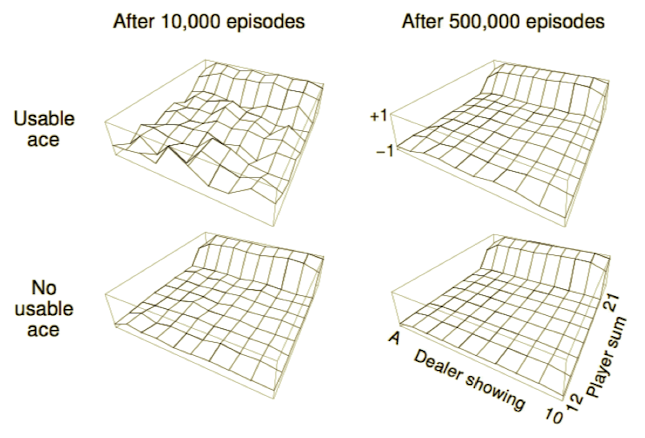 After 10,000 episodes
After 500,000 episodes
Usable
ace
+1
−1
No
usable
ace
A
Dealer showing
10
12
Player sum
21